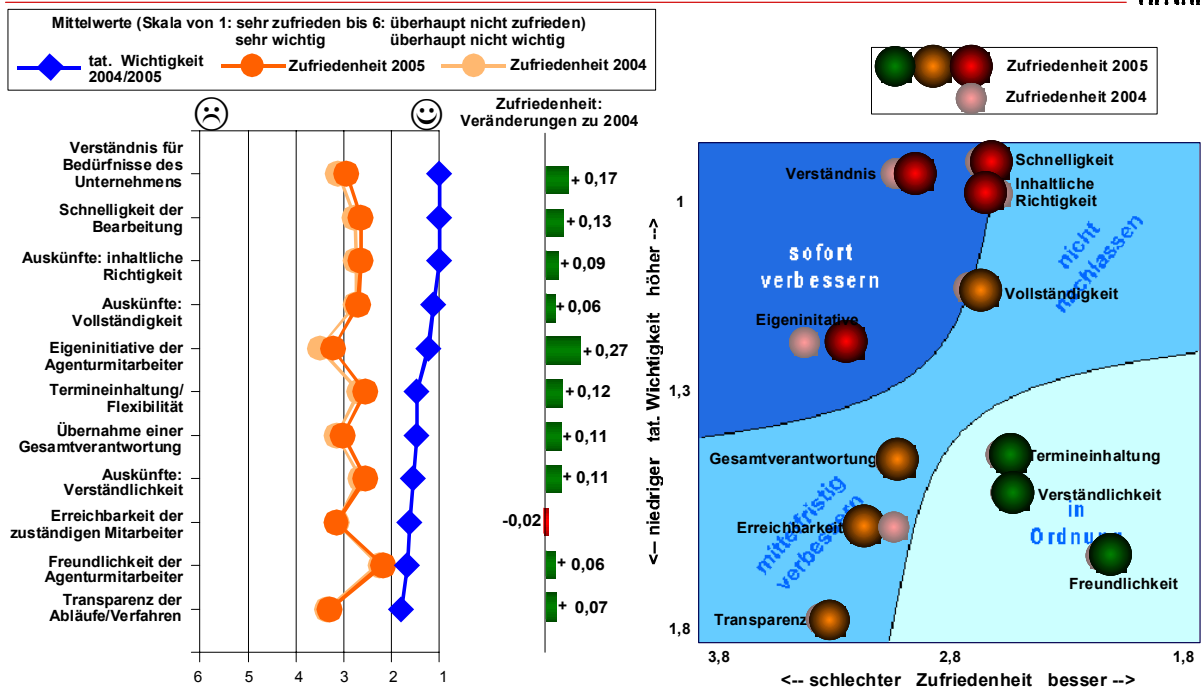 Mittelwerte (Skala von 1: sehr zufrieden bis 6: überhaupt nicht zufrieden)
sehr wichtig überhaupt nicht wichtig
tat. Wichtigkeit
2004/2005
Zufriedenheit 2005
Zufriedenheit 2004
Zufriedenheit:
Veränderungen zu 2004
Verständnis für
Bedürfnisse des
Unternehmens
+ 0,17
Schnelligkeit der
Bearbeitung
+ 0,13
Auskünfte: inhaltliche
Richtigkeit
+ 0,09
Auskünfte:
Vollständigkeit
+ 0,06
Eigeninitiative der
Agenturmitarbeiter
+ 0,27
Termineinhaltung/
Flexibilität
+ 0,12
Übernahme einer
Gesamtverantwortung
+ 0,11
Auskünfte:
Verständlichkeit
+ 0,11
Erreichbarkeit der
zuständigen Mitarbeiter
-0,02
Freundlichkeit der
Agenturmitarbeiter
+ 0,06
Transparenz der
Abläufe/Verfahren
+ 0,07
6 5 4 3 2 1
Zufriedenheit 2005
Zufriedenheit 2004
<-- niedriger tat. Wichtigkeit höher -->
1
1,3
1,8
Verständnis
Schnelligkeit
Inhaltliche
Richtigkeit
sofort
verbessern
nicht
nachlassen
Vollständigkeit
Eigeninitative
Gesamtverantwortung
Termineinhaltung
Verständlichkeit
Erreichbarkeit
mittelfristig
verbessern
in
Ordnung
Freundlichkeit
Transparenz
3,8 2,8 1,8
<-- schlechter Zufriedenheit besser -->